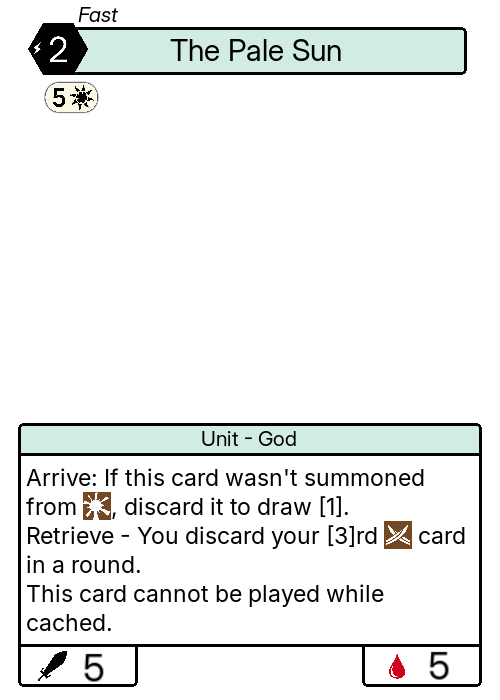 Fast
2 The Pale Sun
5
Unit - God
Arrive: If this card wasn't summoned
from , discard it to draw [1].
Retrieve - You discard your [3]rd card
in a round.
This card cannot be played while
cached.
5 5